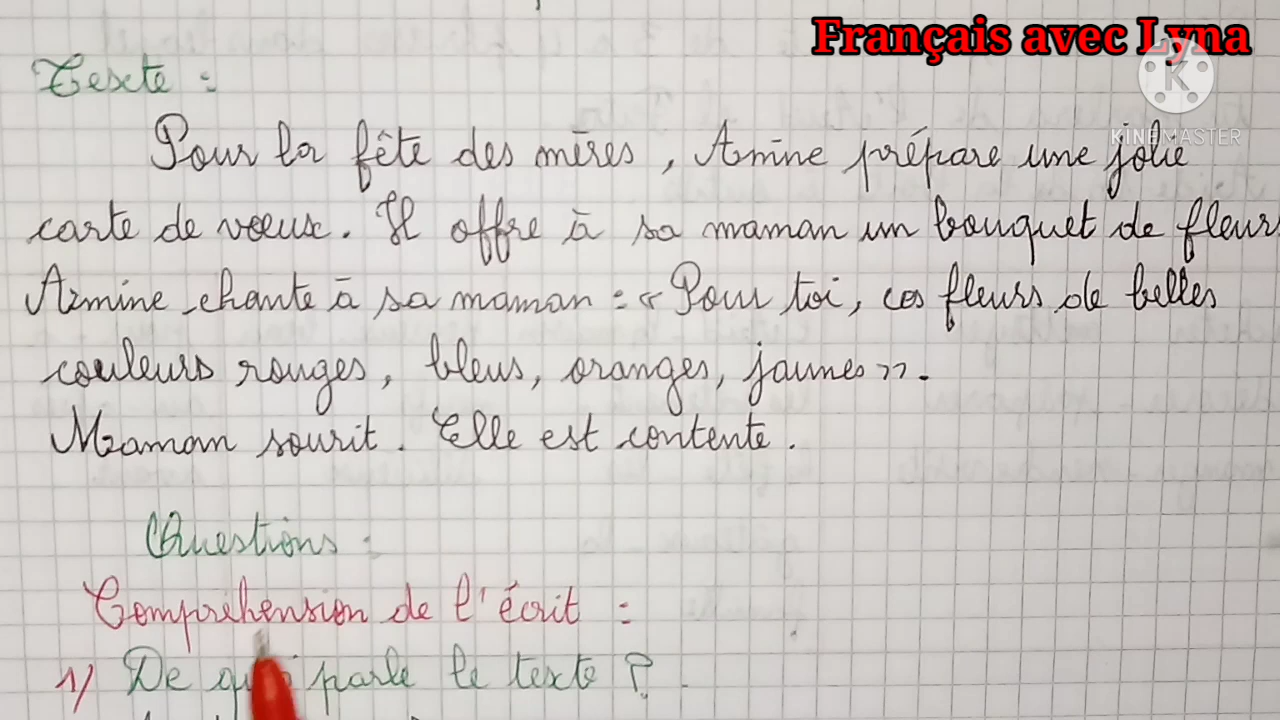 Français avec Lyna
KINEMASTER
Texte :
Pour la fête des mères, Amine prépare une jolie
carte de vœux. Il offre à sa maman un bouquet de fleurs
Amine chante à sa maman : « Pour toi, ces fleurs de belles
couleurs rouges, bleus, oranges, jaunes ».
Maman sourit. Elle est contente.
Questions :
Compréhension de l'écrit :
1) De qui parle le texte ?